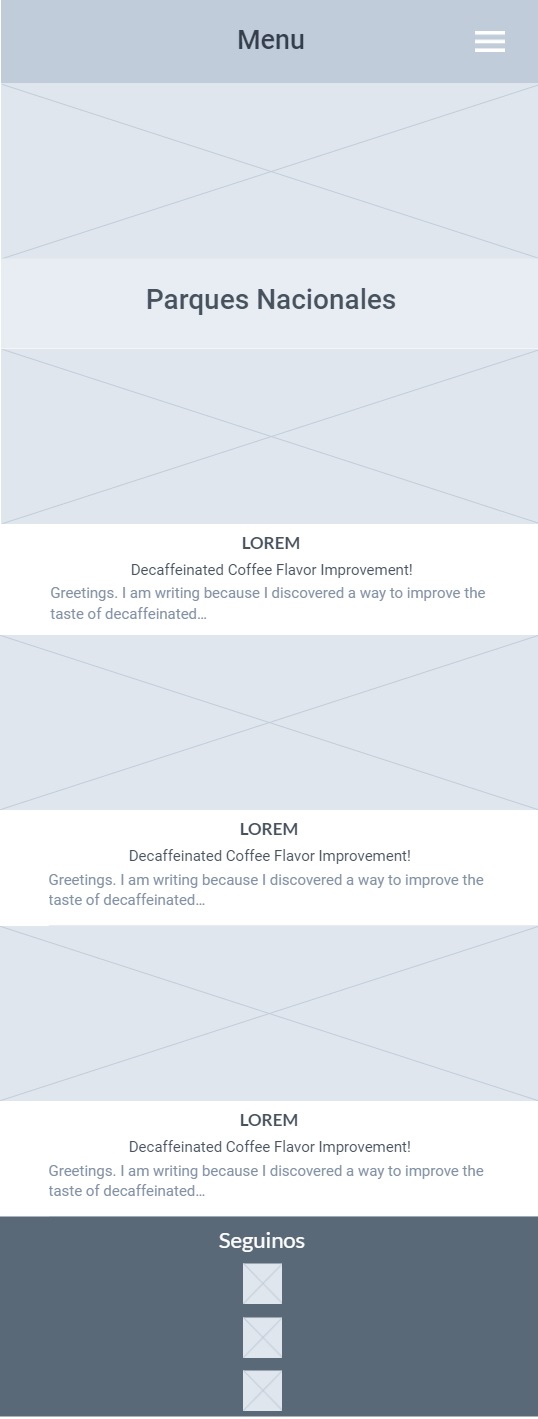 Menu
Parques Nacionales
LOREM
Decaffeinated Coffee Flavor Improvement!
Greetings. I am writing because I discovered a way to improve the
taste of decaffeinated…
LOREM
Decaffeinated Coffee Flavor Improvement!
Greetings. I am writing because I discovered a way to improve the
taste of decaffeinated…
LOREM
Decaffeinated Coffee Flavor Improvement!
Greetings. I am writing because I discovered a way to improve the
taste of decaffeinated…
Seguinos